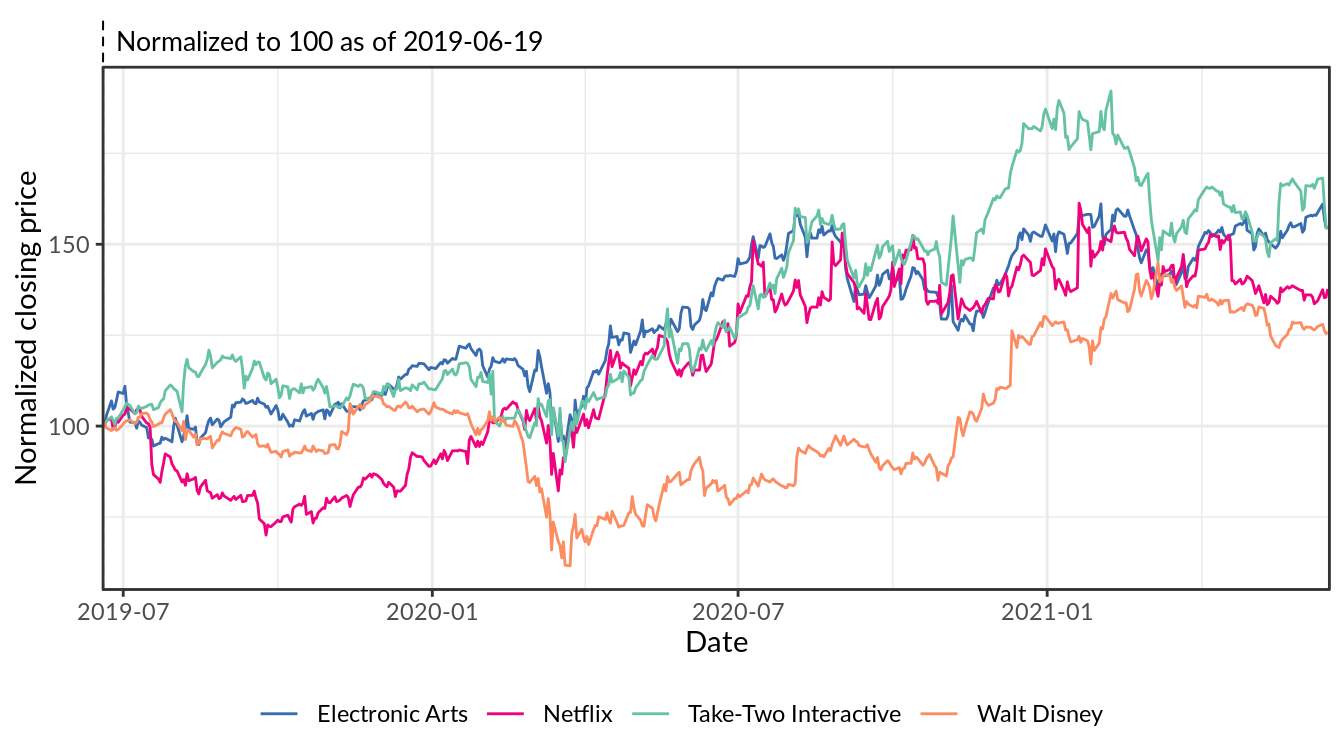 Normalized to 100 as of 2019-06-19
Normalized closing price
150
100
2019-07 2020-01 2020-07 2021-01
Date
Electronic Arts Netflix Take-Two Interactive Walt Disney